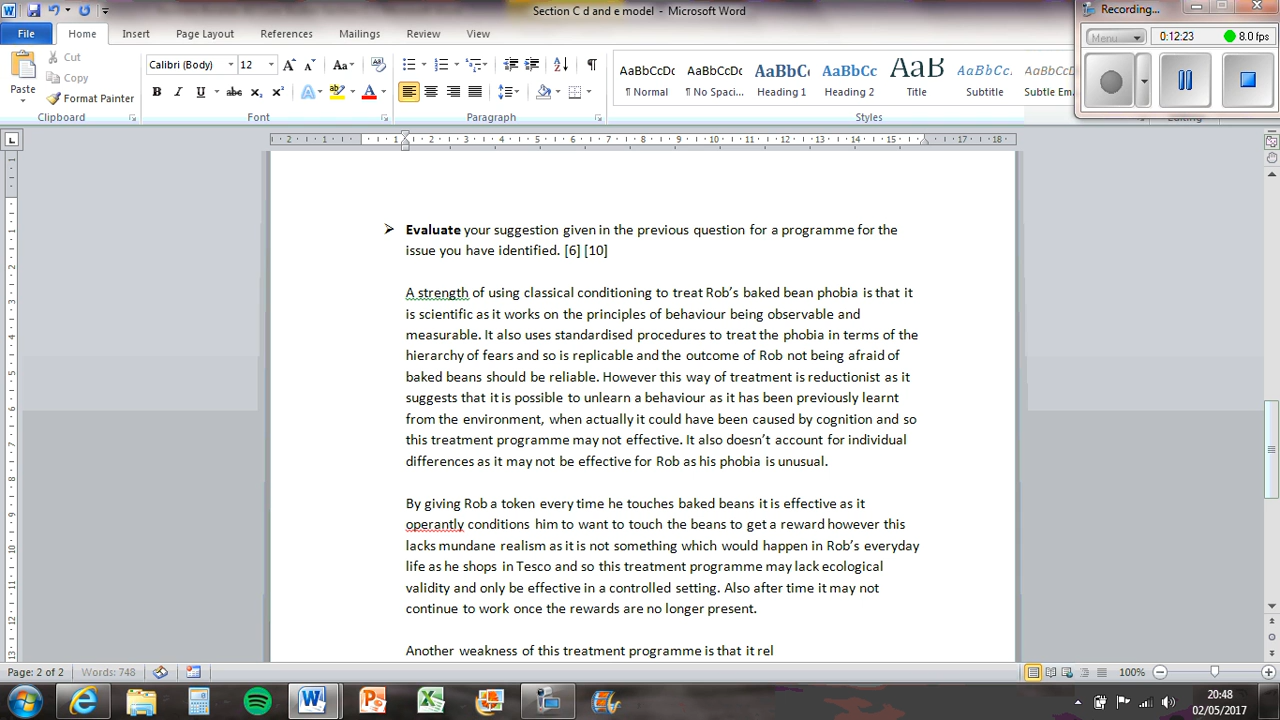 Section C d and e model - Microsoft Word
Recording...
File Home Insert Page Layout References Mailings Review View
Menu 0:12:23 8.0 fps
Cut
Copy
Paste Format Painter
Calibri (Body) 12
AaBbCcDc AaBbCcDc AaBbCc AaBbCc AaB AaBbCc. AaBbCcDc
¶ Normal ¶ No Spaci... Heading 1 Heading 2 Title Subtitle Subtle Em...
Clipboard Font Paragraph Styles Editing
➢ Evaluate your suggestion given in the previous question for a programme for the
issue you have identified. [6] [10]
A strength of using classical conditioning to treat Rob's baked bean phobia is that it
is scientific as it works on the principles of behaviour being observable and
measurable. It also uses standardised procedures to treat the phobia in terms of the
hierarchy of fears and so is replicable and the outcome of Rob not being afraid of
baked beans should be reliable. However this way of treatment is reductionist as it
suggests that it is possible to unlearn a behaviour as it has been previously learnt
from the environment, when actually it could have been caused by cognition and so
this treatment programme may not effective. It also doesn't account for individual
differences as it may not be effective for Rob as his phobia is unusual.
By giving Rob a token every time he touches baked beans it is effective as it
operantly conditions him to want to touch the beans to get a reward however this
lacks mundane realism as it is not something which would happen in Rob's everyday
life as he shops in Tesco and so this treatment programme may lack ecological
validity and only be effective in a controlled setting. Also after time it may not
continue to work once the rewards are no longer present.
Another weakness of this treatment programme is that it rel
Page: 2 of 2 Words: 748 100%
20:48
02/05/2017